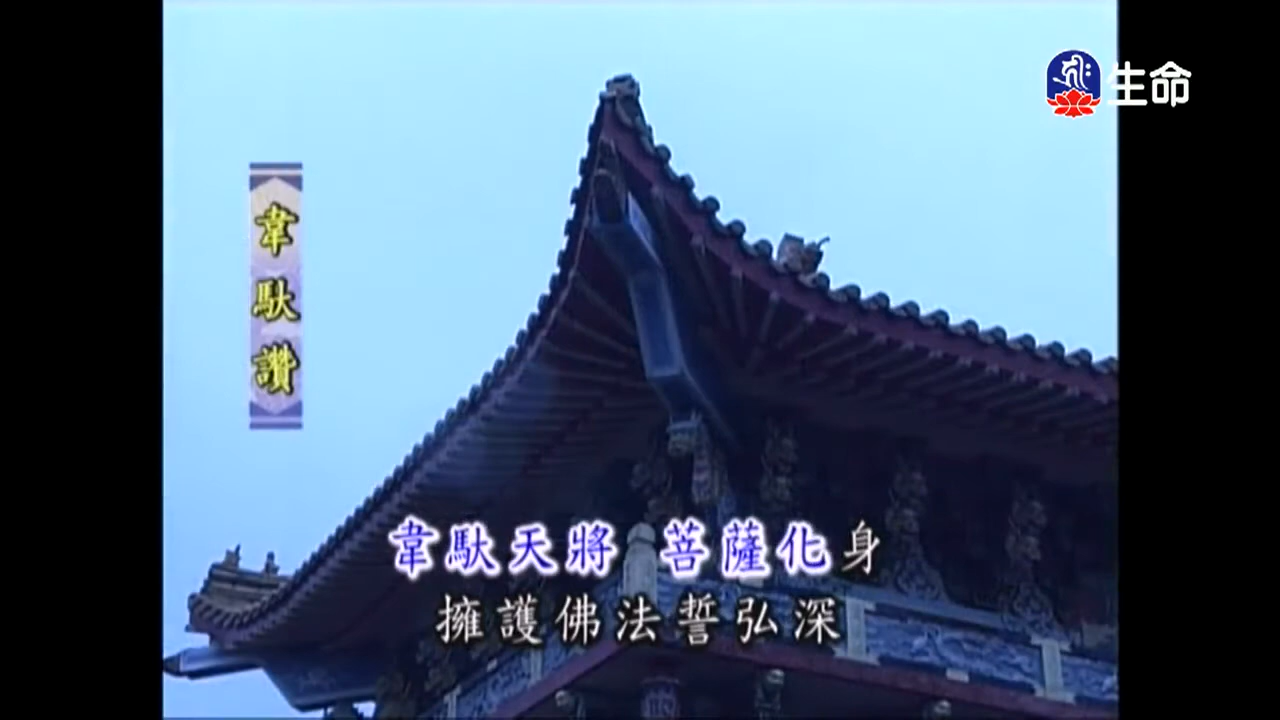 生命
韋馱讚
韋馱天將 菩薩化身
擁護佛法誓弘深